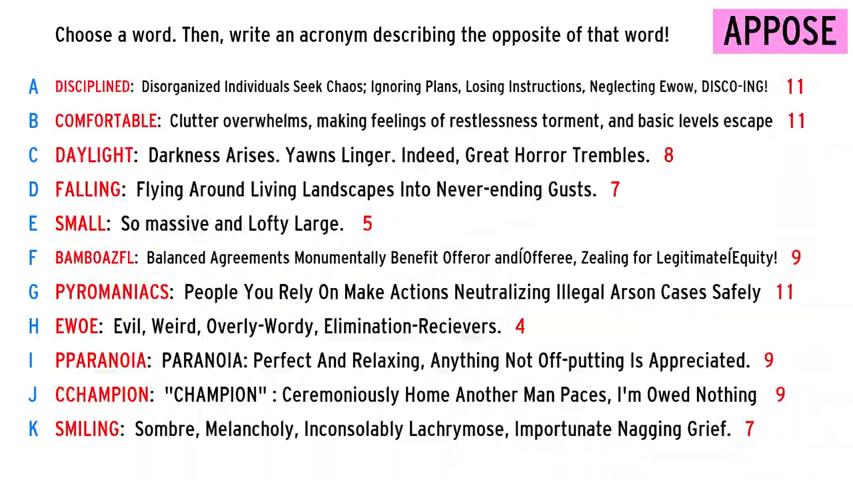 Choose a word. Then, write an acronym describing the opposite of that word! APPOSE
A DISCIPLINED: Disorganized Individuals Seek Chaos; Ignoring Plans, Losing Instructions, Neglecting Ewow, DISCO-ING! 11
B COMFORTABLE: Clutter overwhelms, making feelings of restlessness torment, and basic levels escape 11
C DAYLIGHT: Darkness Arises. Yawns Linger. Indeed, Great Horror Trembles. 8
D FALLING: Flying Around Living Landscapes Into Never-ending Gusts. 7
E SMALL: So massive and Lofty Large. 5
F BAMBOAZFL: Balanced Agreements Monumentally Benefit Offeror andÍOfferee, Zealing for LegitimateÍEquity! 9
G PYROMANIACS: People You Rely On Make Actions Neutralizing Illegal Arson Cases Safely 11
H EWOE: Evil, Weird, Overly-Wordy, Elimination-Recievers. 4
I PPARANOIA: PARANOIA: Perfect And Relaxing, Anything Not Off-putting Is Appreciated. 9
J CCHAMPION: "CHAMPION" : Ceremoniously Home Another Man Paces, I'm Owed Nothing 9
K SMILING: Sombre, Melancholy, Inconsolably Lachrymose, Importunate Nagging Grief. 7